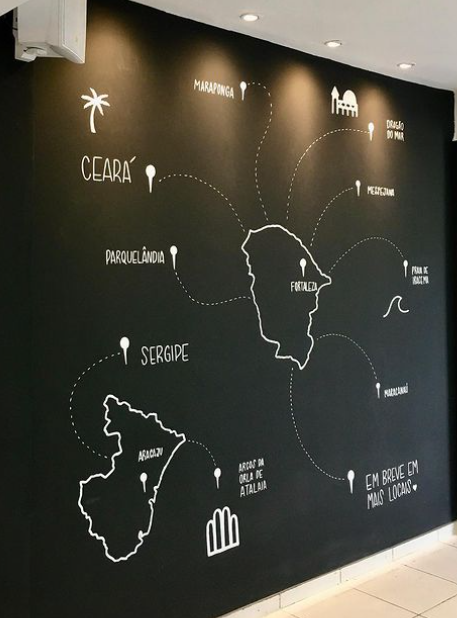 MARAPONGA
DRAGÃO
DO MAR
CEARÁ
MESSEJANA
PARQUELÂNDIA
FORTALEZA
PRAIA DE
IRACEMA
SERGIPE
MARACANAÚ
ARACAJU
ARCOS DA
ORLA DE
ATALAIA
EM BREVE EM
MAIS LOCAIS